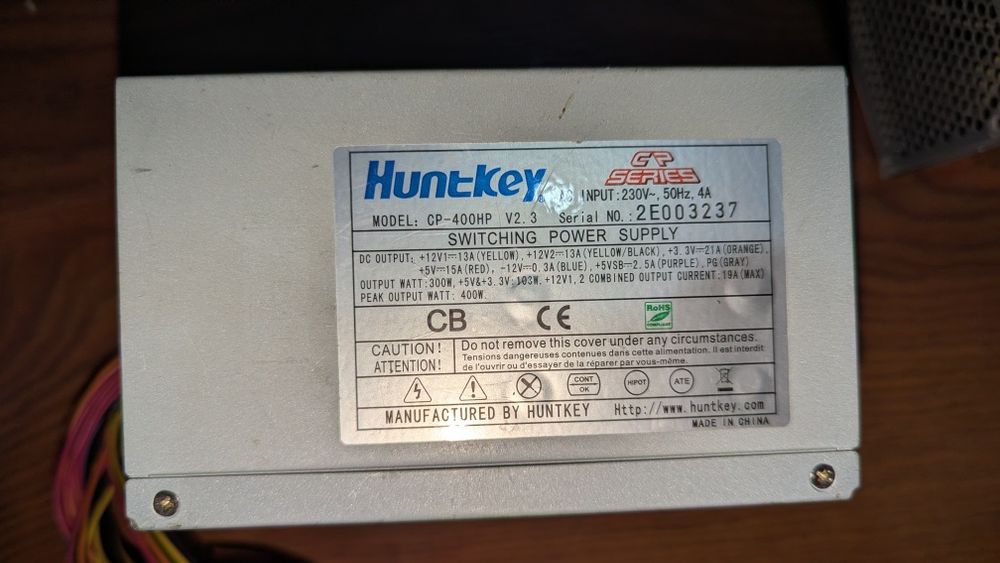 Huntkey
CP
SERIES
AC INPUT:230V~, 50Hz, 4A
MODEL: CP-400HP V2.3 Serial NO.:2E003237
SWITCHING POWER SUPPLY
DC OUTPUT: +12V1⎓13A(YELLOW), +12V2⎓13A(YELLOW/BLACK), +3.3V⎓21A(ORANGE),
+5V⎓15A(RED), -12V⎓0.3A(BLUE), +5VSB⎓2.5A(PURPLE), PG(GRAY)
OUTPUT WATT:300W, +5V&+3.3V:103W. +12V1,2 COMBINED OUTPUT CURRENT:19A(MAX)
PEAK OUTPUT WATT: 400W.
CB CE RoHS
COMPLIANT
CAUTION! Do not remove this cover under any circumstances.
ATTENTION! Tensions dangereuses contenues dans cette alimentation. Il est interdit
de l'ouvrir ou d'essayer de la réparer par vous-même.
CONT
OK
HIPOT
ATE
MANUFACTURED BY HUNTKEY Http://www.huntkey.com
MADE IN CHINA